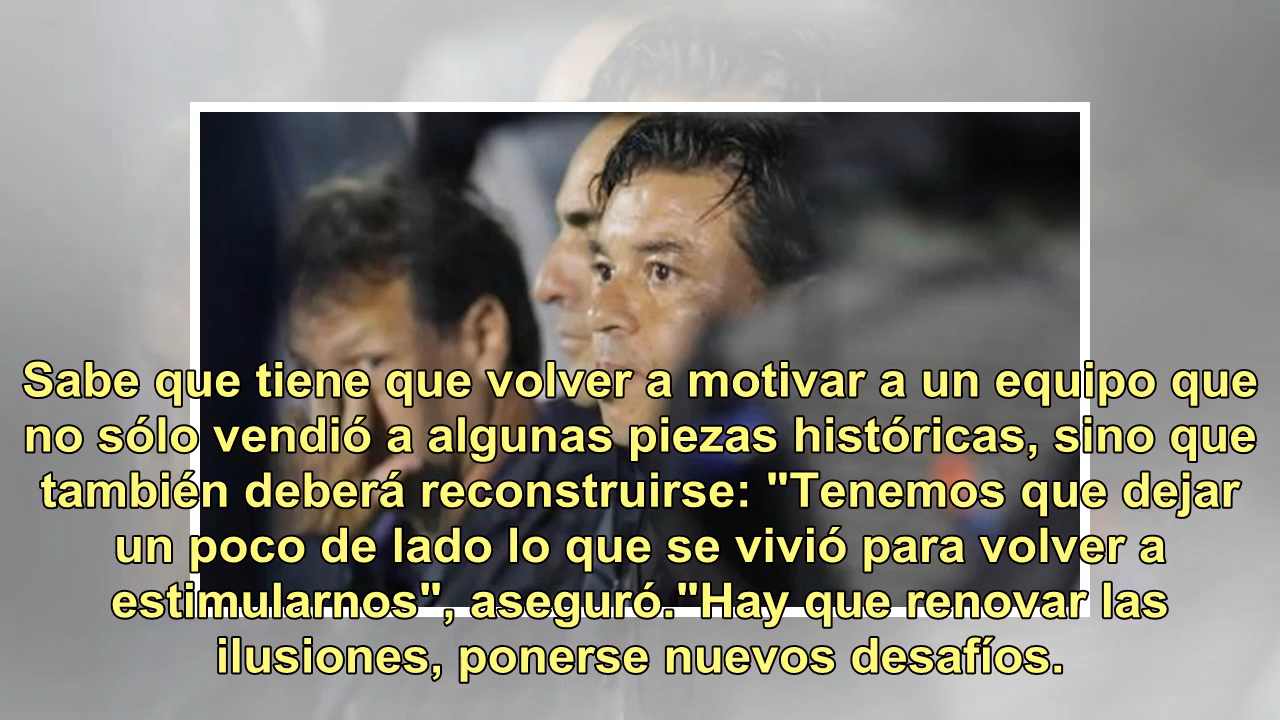 Sabe que tiene que volver a motivar a un equipo que
no sólo vendió a algunas piezas históricas, sino que
también deberá reconstruirse: "Tenemos que dejar
un poco de lado lo que se vivió para volver a
estimularnos", aseguró."Hay que renovar las
ilusiones, ponerse nuevos desafíos.